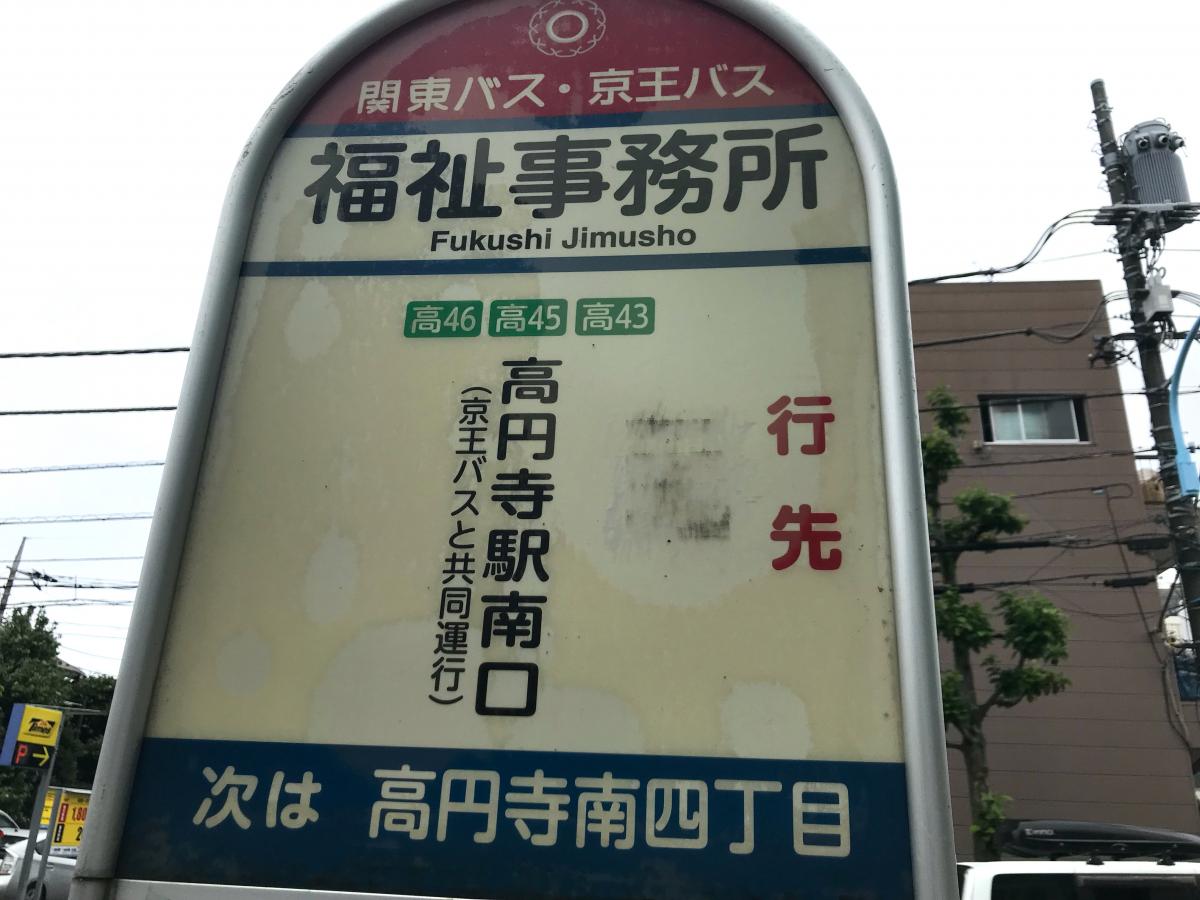 関東バス・京王バス
福祉事務所
Fukushi Jimusho
高46 高45 高43
行先
高円寺駅南口
(京王バスと共同運行)
次は 高円寺南四丁目
Times
P→